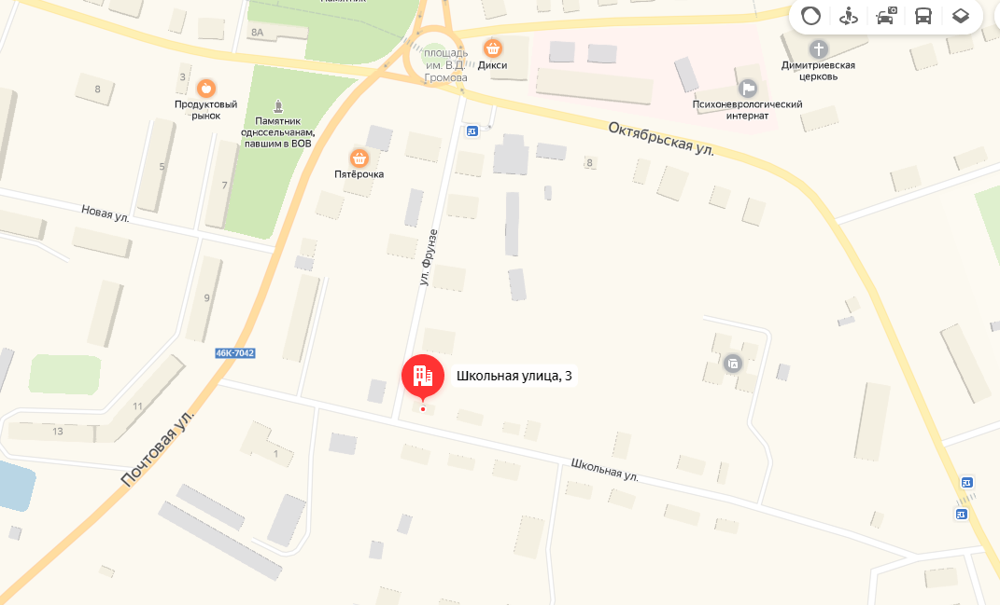 Памятник
8А
площадь
им. В.Д.
Громова
Дикси
Димитриевская
церковь
3
8
Продуктовый
рынок
Психоневрологический
интернат
Памятник
односельчанам,
павшим в ВОВ
Октябрьская ул.
5
7
Пятёрочка
8
Новая ул.
ул. Фрунзе
9
46К-7042
Школьная улица, 3
11
13
Почтовая ул.
1
Школьная ул.